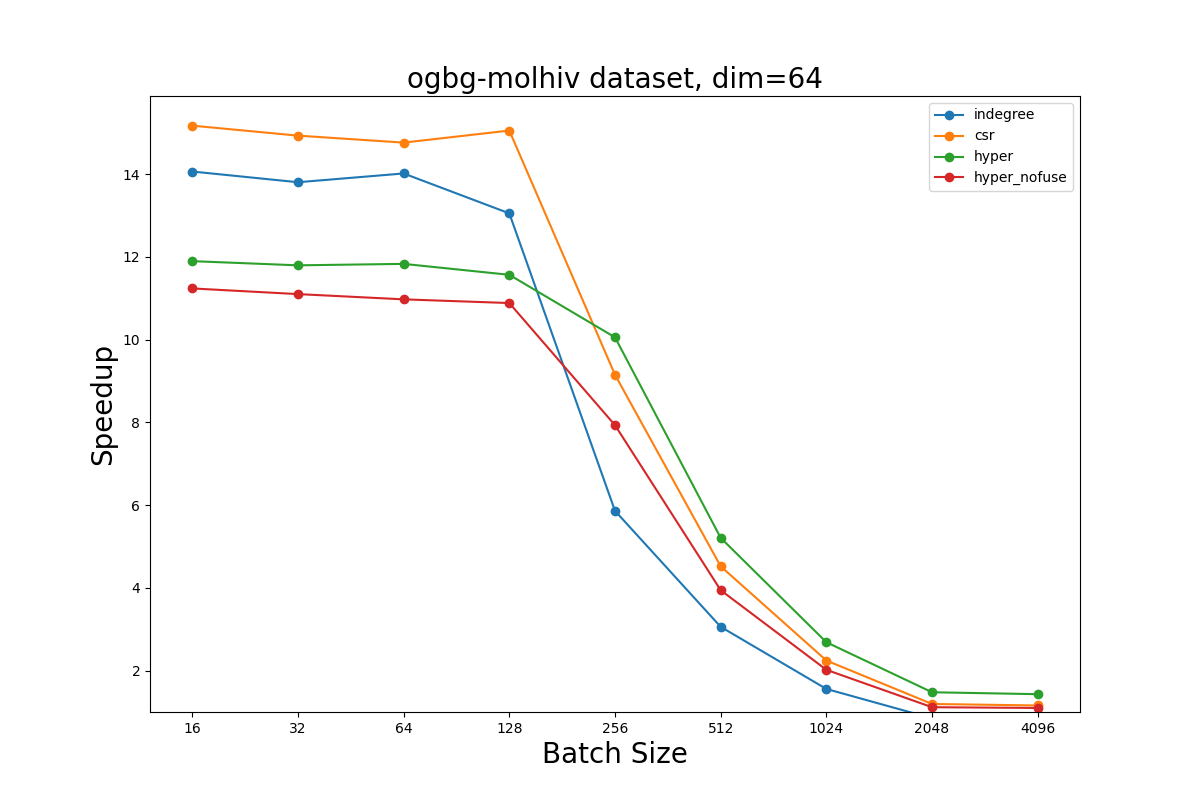 ogbg-molhiv dataset, dim=64
indegree
csr
hyper
hyper_nofuse
14
12
10
8
6
4
2
Speedup
16 32 64 128 256 512 1024 2048 4096
Batch Size